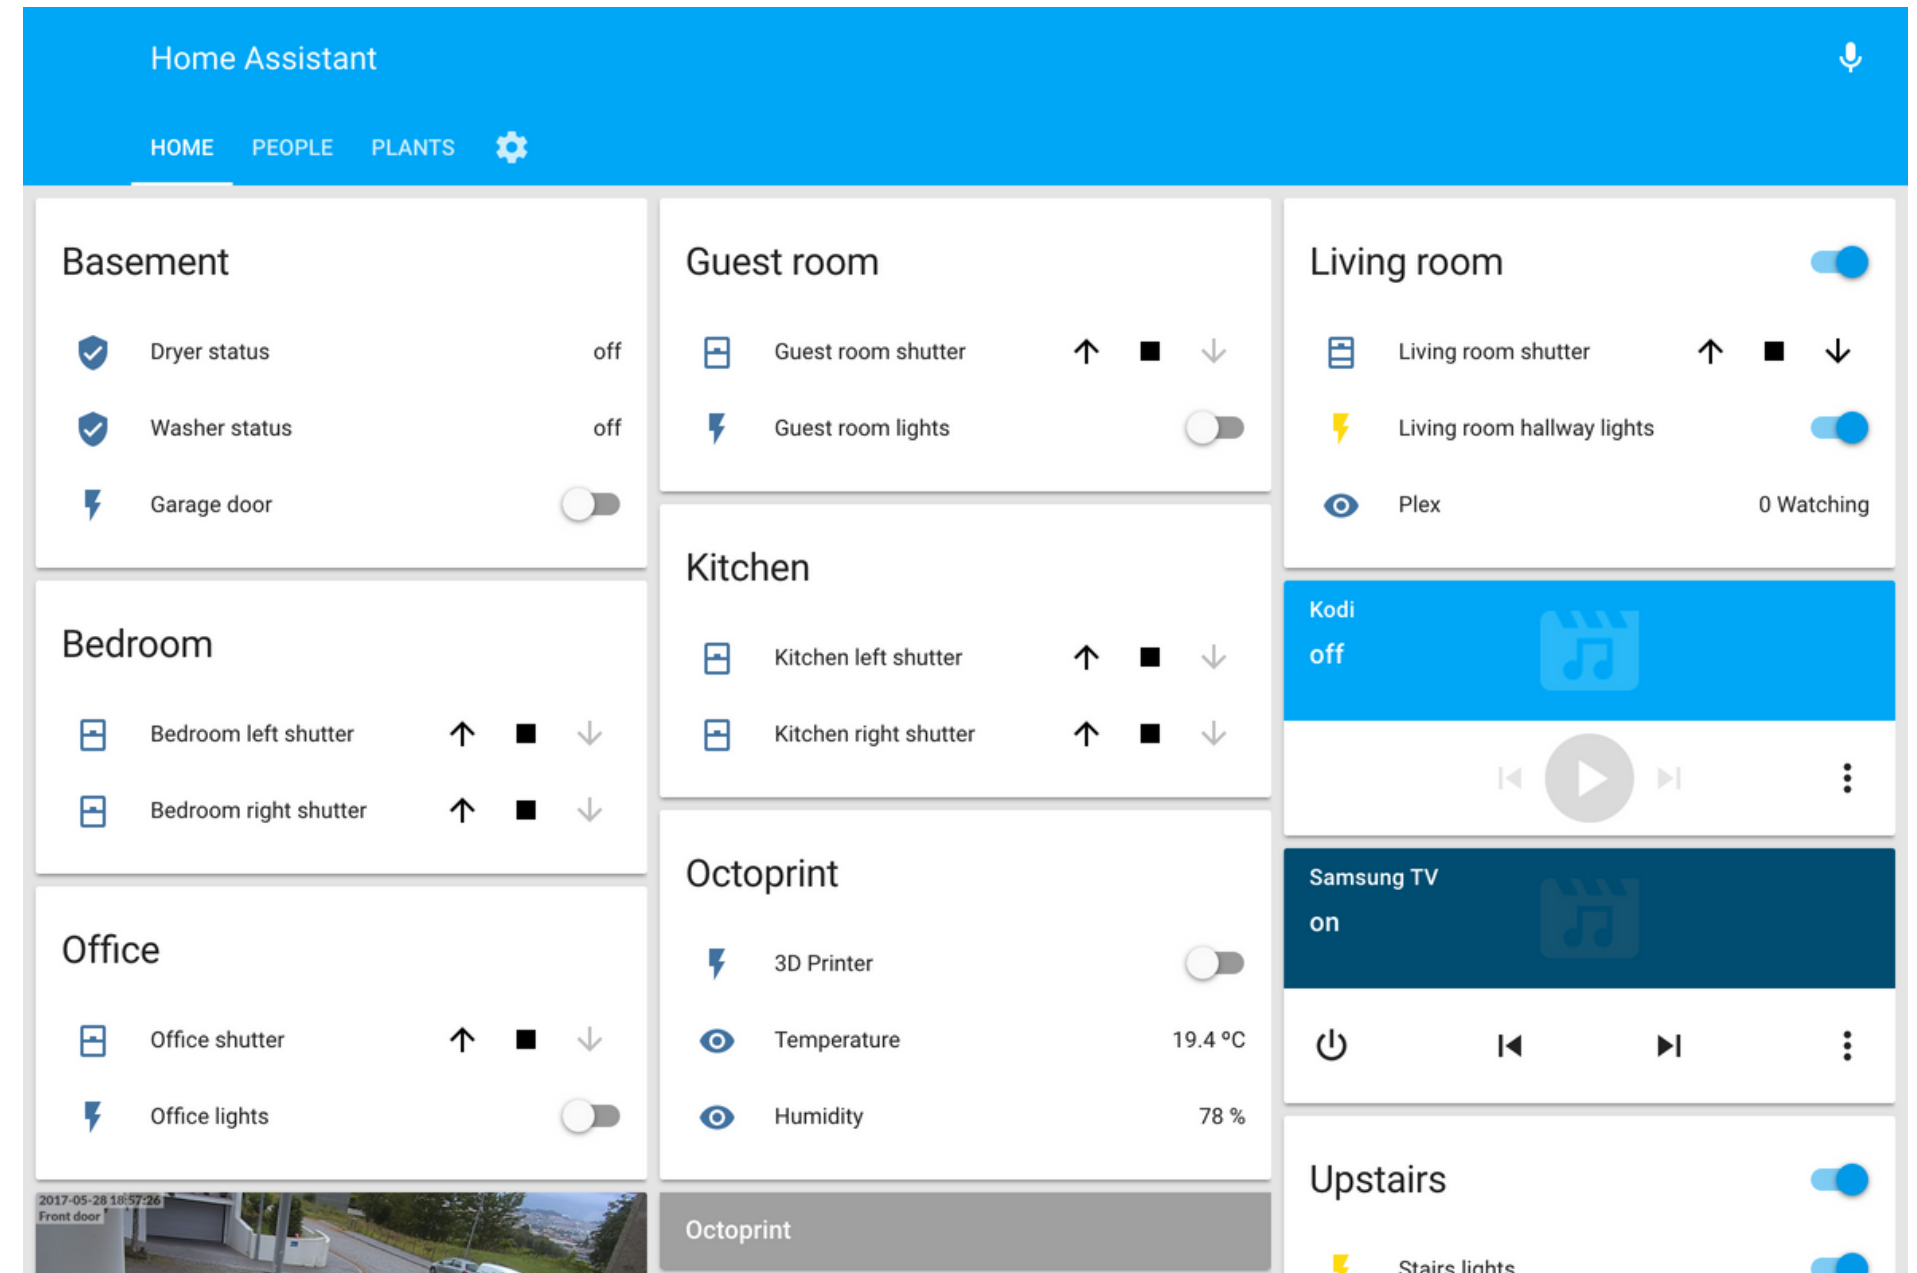 Home Assistant
HOME PEOPLE PLANTS
Basement
Dryer status off
Washer status off
Garage door
Bedroom
Bedroom left shutter
Bedroom right shutter
Office
Office shutter
Office lights
2017-05-28 18:57:26
Front door
Guest room
Guest room shutter
Guest room lights
Kitchen
Kitchen left shutter
Kitchen right shutter
Octoprint
3D Printer
Temperature 19.4 ºC
Humidity 78 %
Octoprint
Living room
Living room shutter
Living room hallway lights
Plex 0 Watching
Kodi
off
Samsung TV
on
Upstairs
Stairs lights